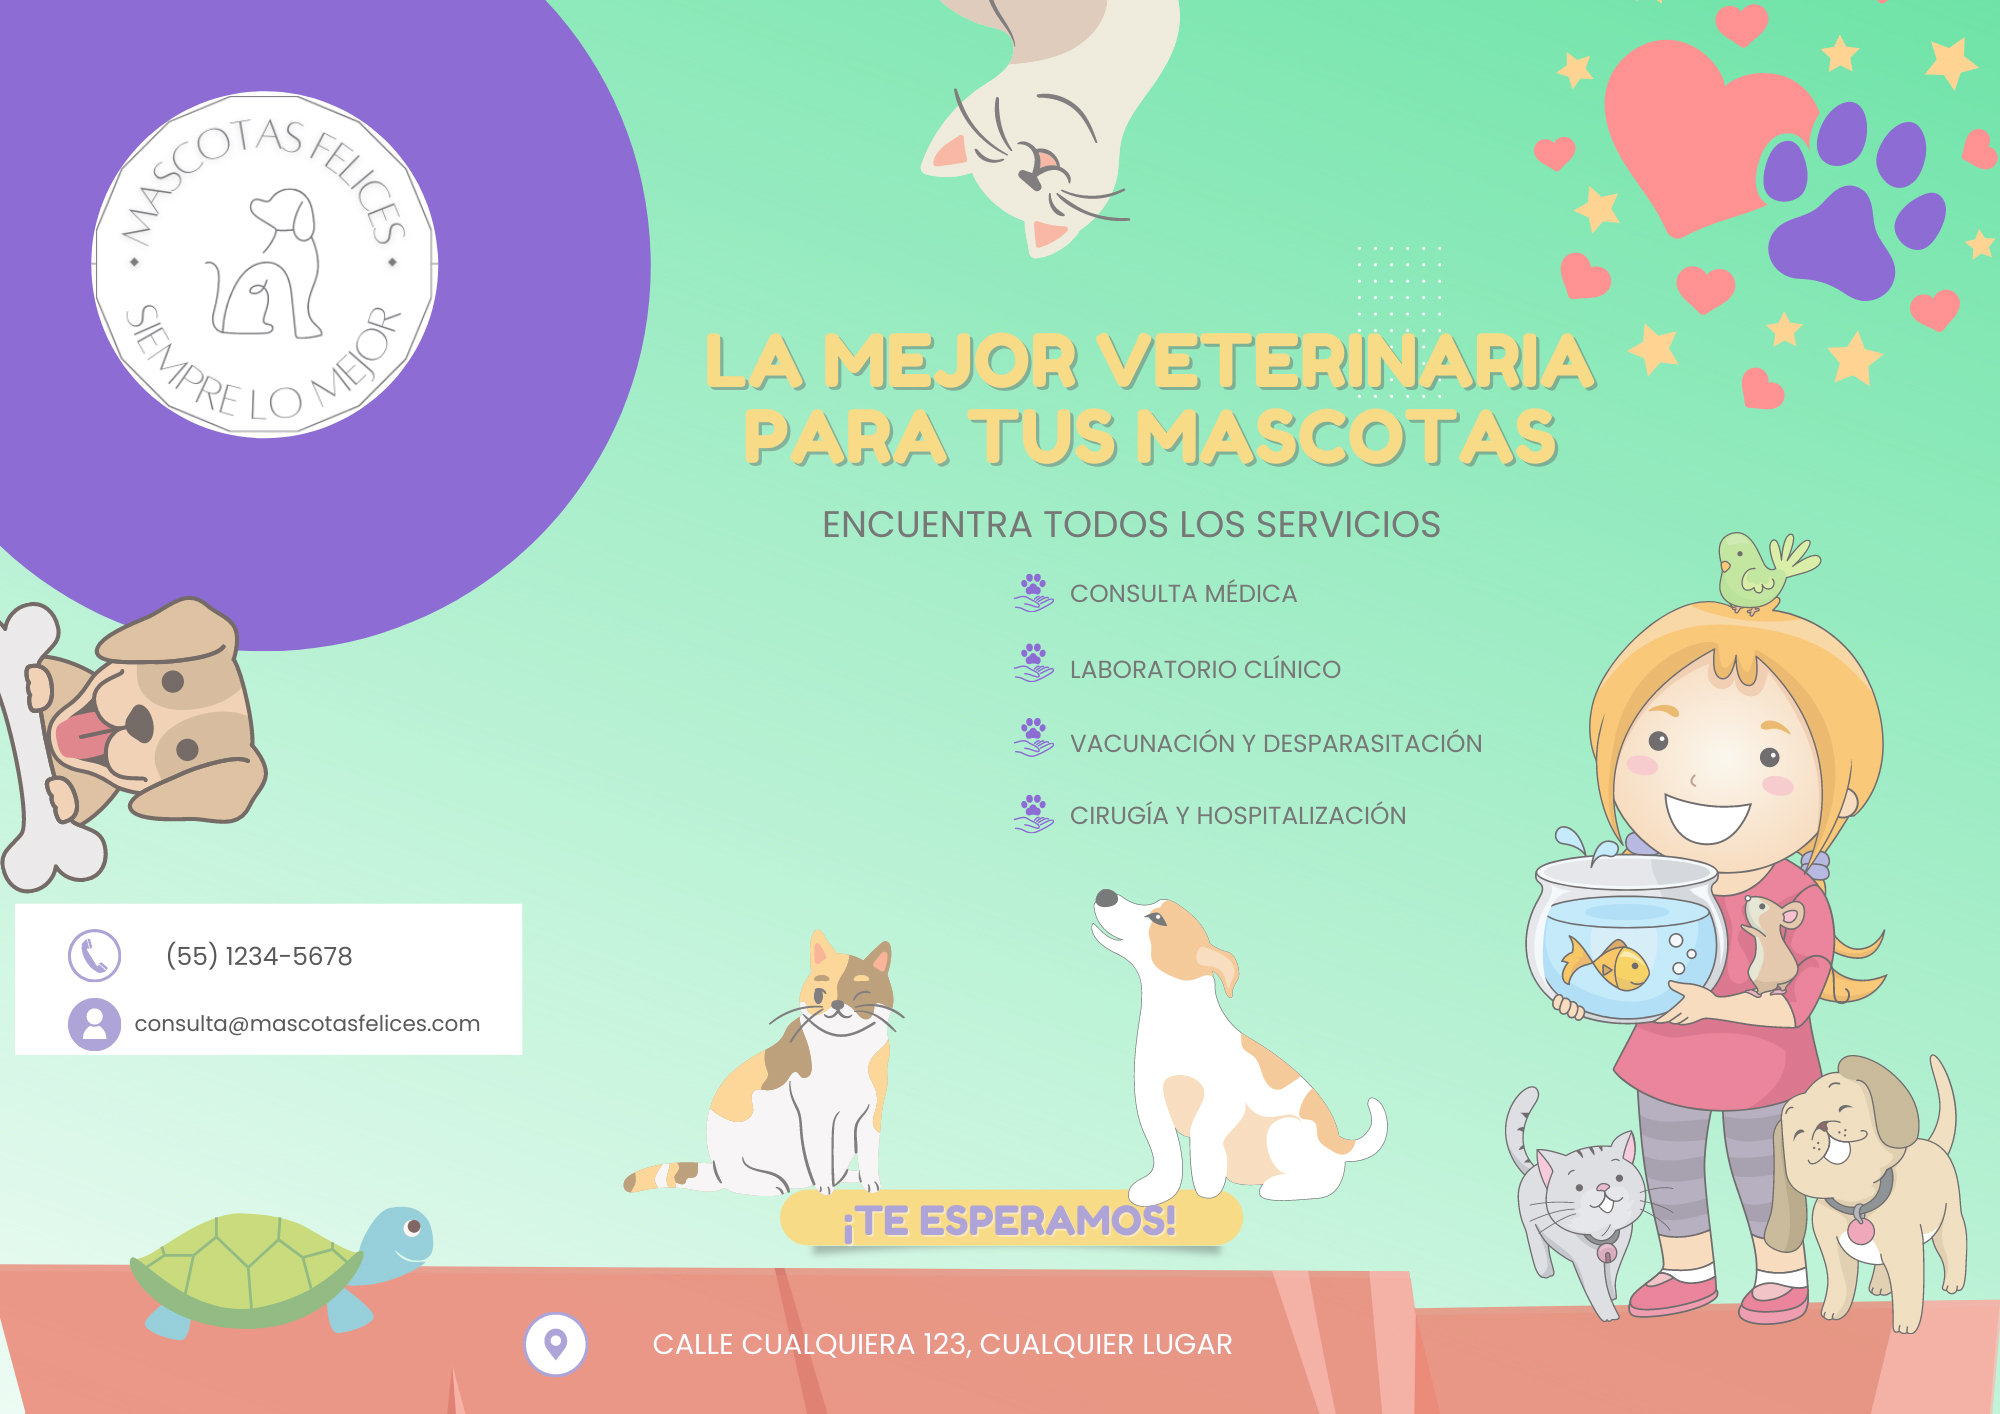 MASCOTAS FELICES
SIEMPRE LO MEJOR
LA MEJOR VETERINARIA
PARA TUS MASCOTAS
ENCUENTRA TODOS LOS SERVICIOS
CONSULTA MÉDICA
LABORATORIO CLÍNICO
VACUNACIÓN Y DESPARASITACIÓN
CIRUGÍA Y HOSPITALIZACIÓN
(55) 1234-5678
consulta@mascotasfelices.com
¡TE ESPERAMOS!
CALLE CUALQUIERA 123, CUALQUIER LUGAR